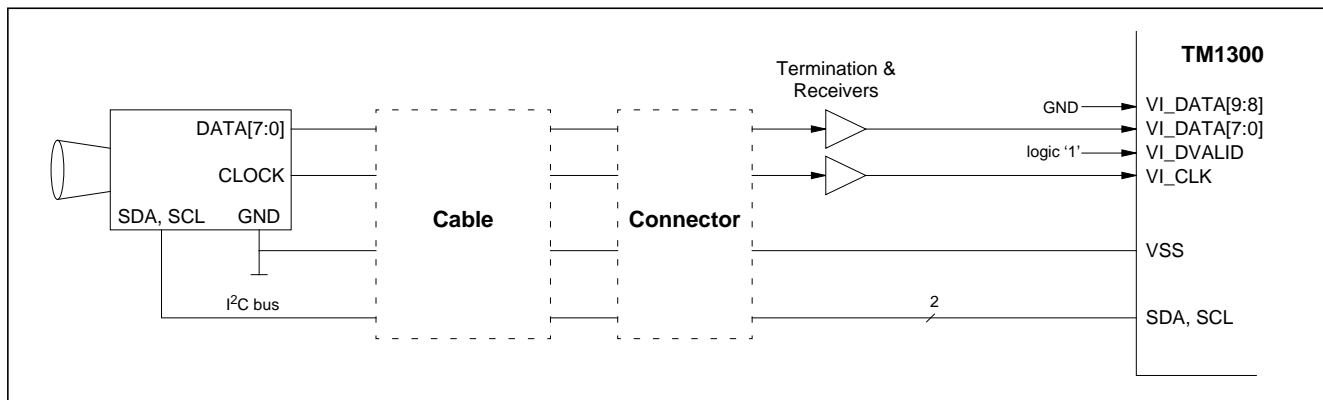 TM1300
Termination &
Receivers
GND
VI_DATA[9:8]
DATA[7:0]
VI_DATA[7:0]
logic ‘1’
VI_DVALID
CLOCK
VI_CLK
SDA, SCL
GND
Cable
Connector
VSS
I²C bus
2
SDA, SCL